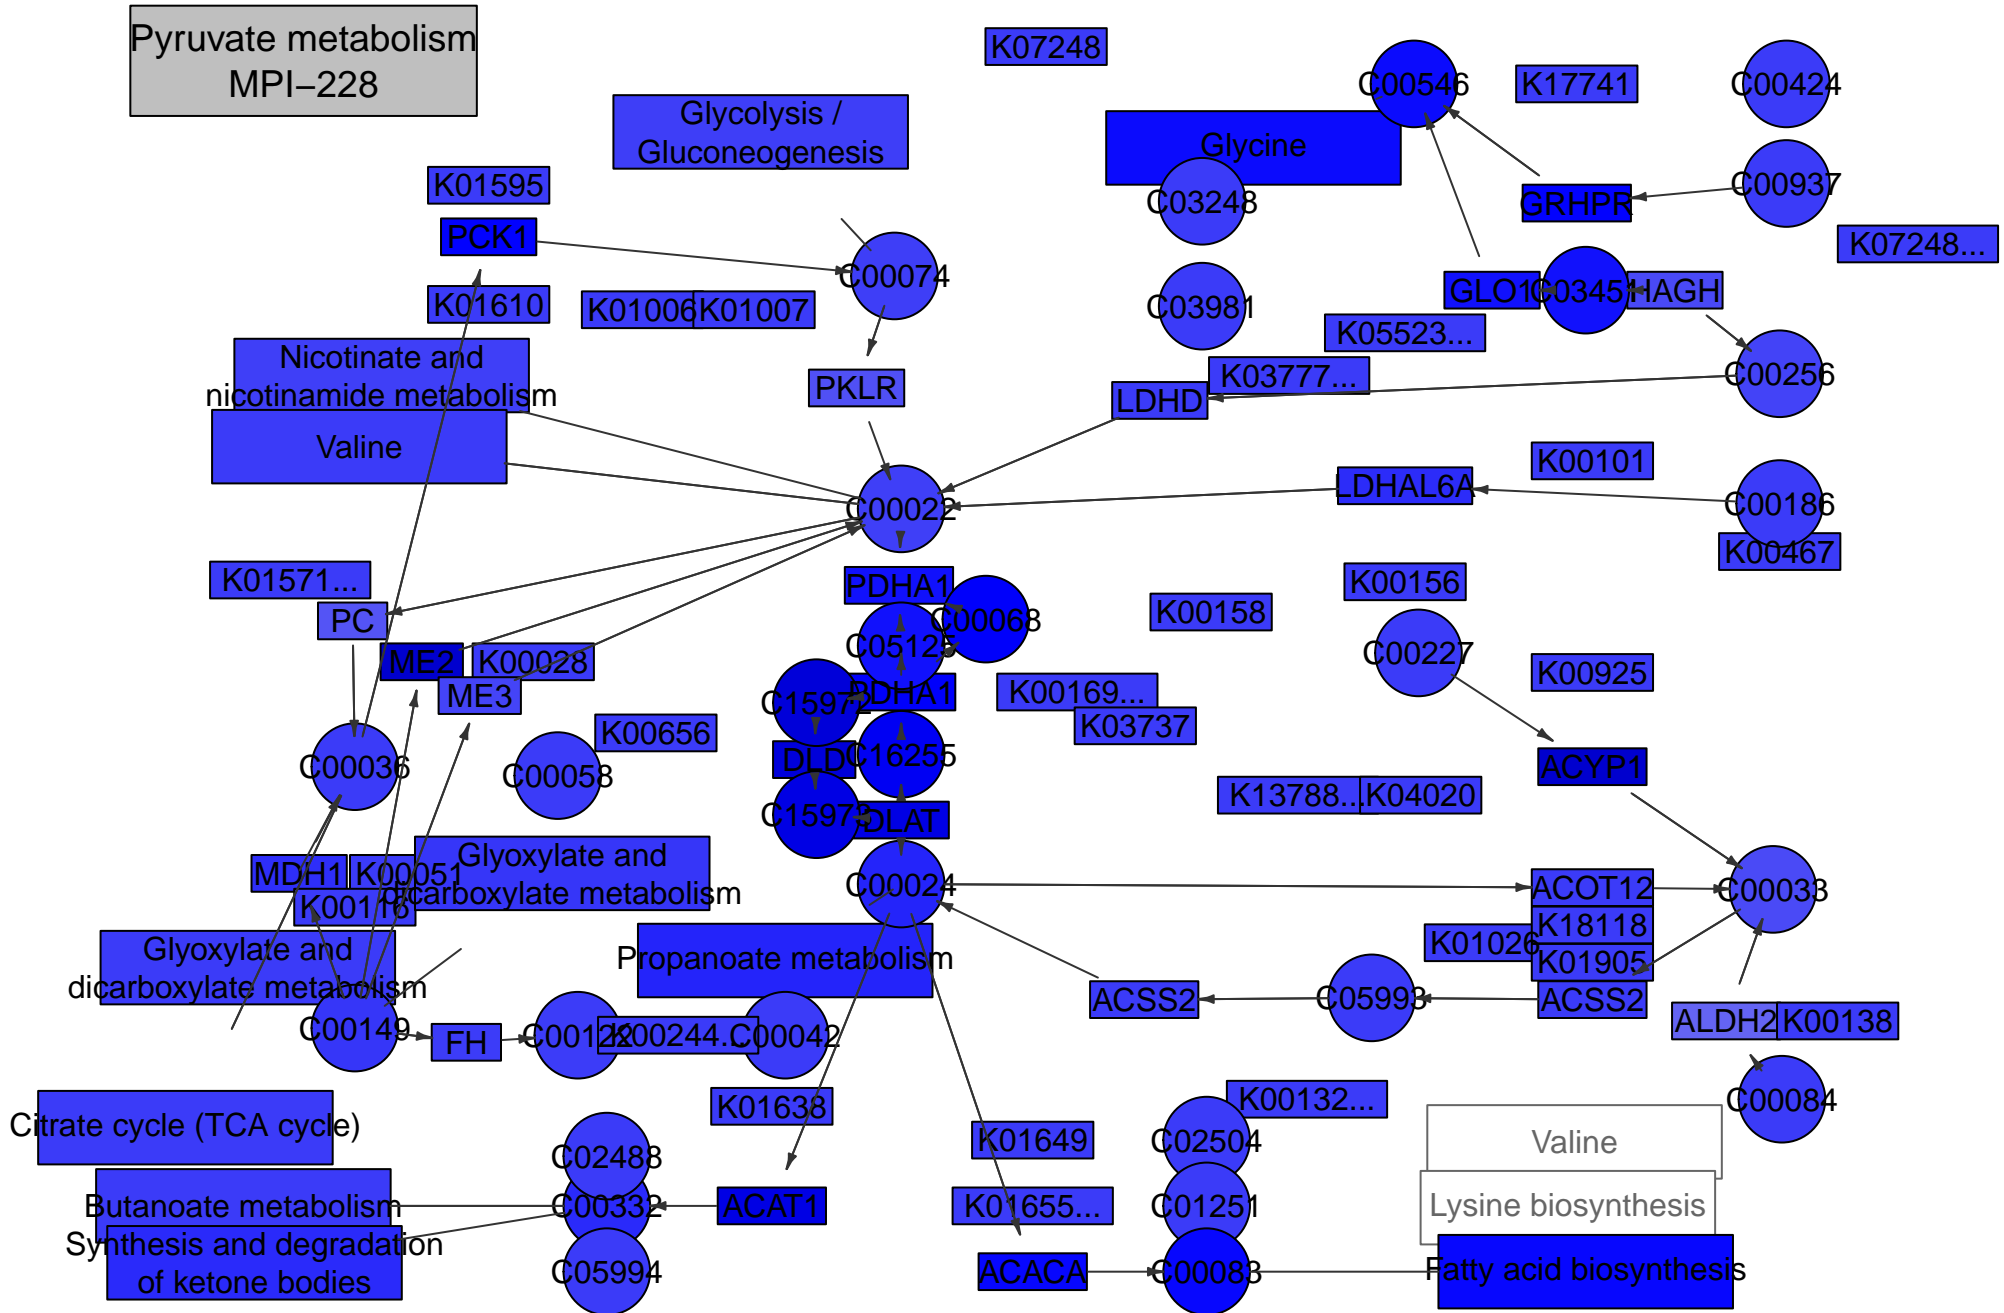 Pyruvate metabolism
MPI−228
K07248
C00546
K17741
C00424
Glycolysis /
Gluconeogenesis
Glycine
K01595
C03248
GRHPR
C00937
PCK1
K07248...
C00074
K01610
K01006
K01007
C03981
GLO1
C03451
HAGH
K05523...
Nicotinate and
nicotinamide metabolism
PKLR
K03777...
C00256
LDHD
Valine
K00101
LDHAL6A
C00186
C00022
K00467
K01571...
PDHA1
K00156
PC
C00068
K00158
C05125
C00227
ME2
K00028
K00925
ME3
C15972
PDHA1
K00169...
K00656
K03737
C00036
C00058
DLD
C16255
ACYP1
K13788...
K04020
C15973
DLAT
MDH1
K00051
Glyoxylate and
dicarboxylate metabolism
C00024
ACOT12
C00033
K00116
K18118
Glyoxylate and
dicarboxylate metabolism
Propanoate metabolism
K01026
K01905
ACSS2
C05993
ACSS2
C00149
FH
C00122
K00244...
C00042
ALDH2
K00138
K01638
K00132...
C00084
Citrate cycle (TCA cycle)
C02488
K01649
C02504
Valine
Butanoate metabolism
C00332
ACAT1
K01655...
C01251
Lysine biosynthesis
Synthesis and degradation
of ketone bodies
C05994
ACACA
C00083
Fatty acid biosynthesis